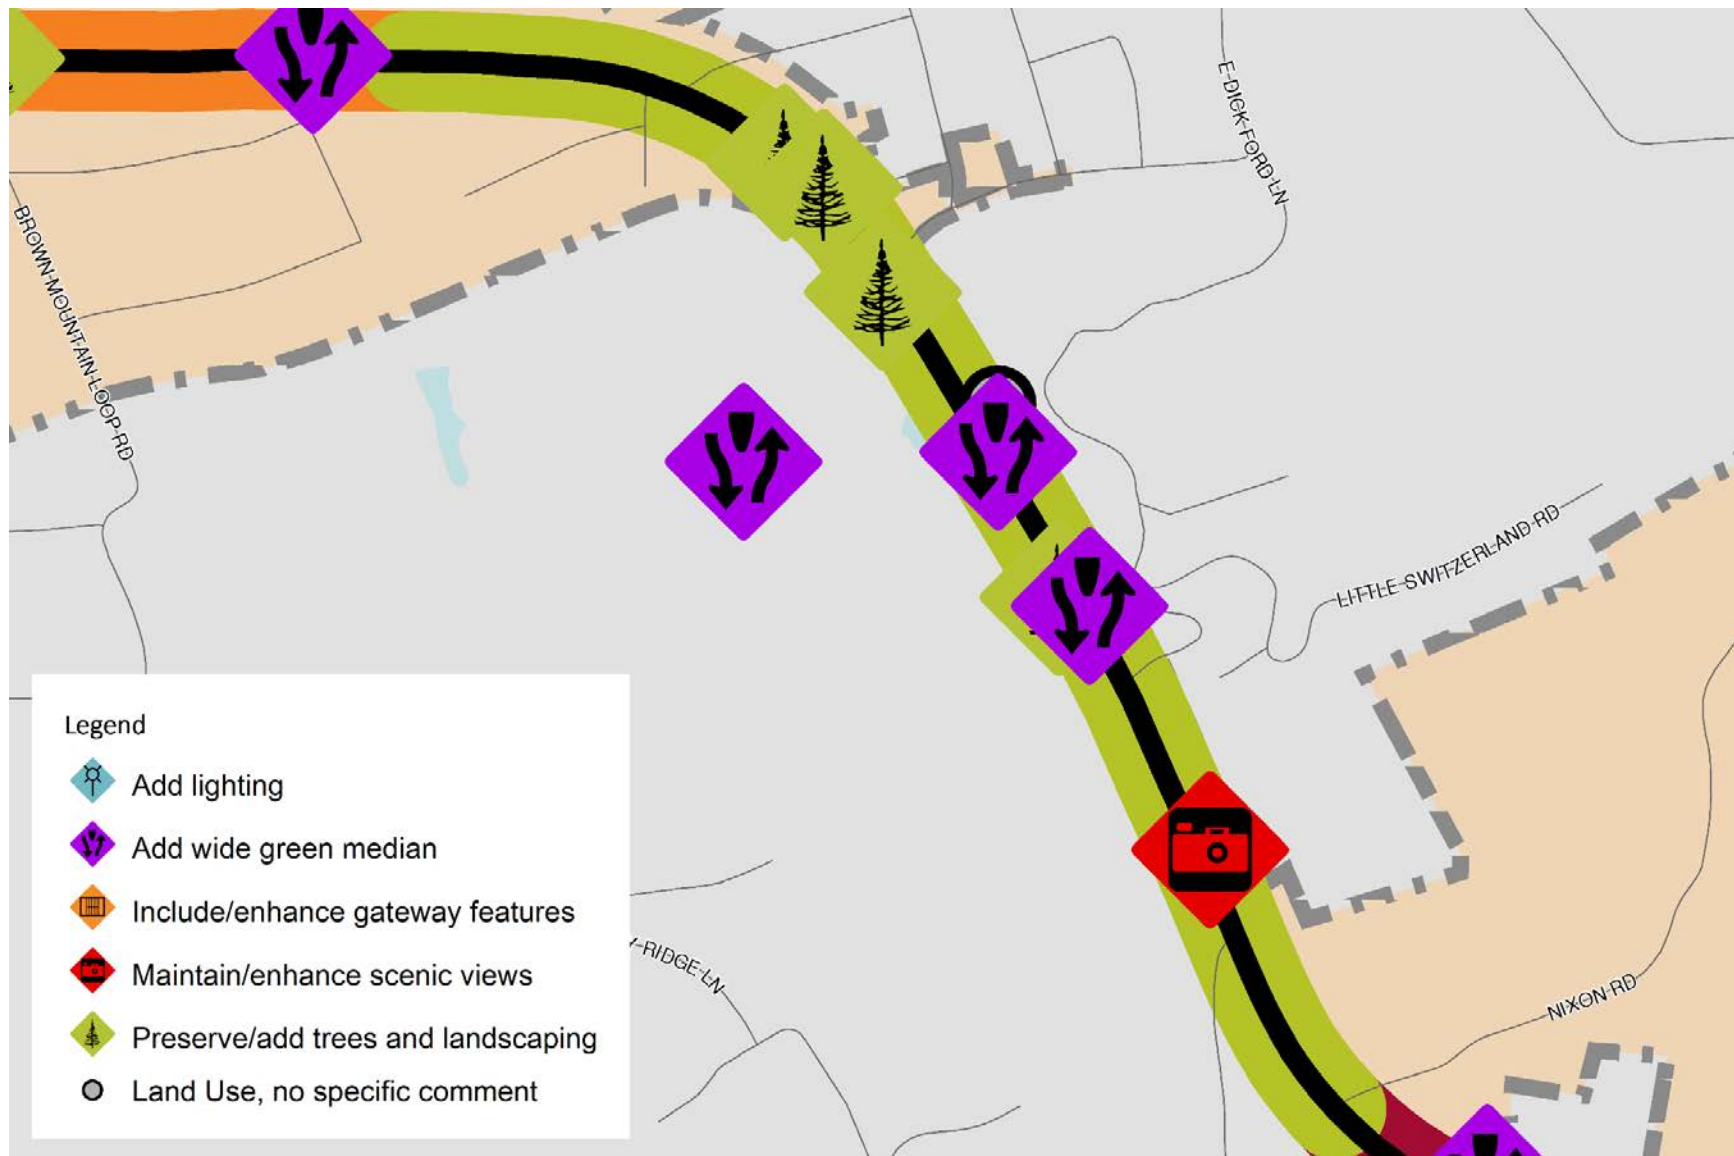 E DICK FORD LN
BROWN MOUNTAIN LOOP RD
LITTLE SWITZERLAND RD
Legend
Add lighting
Add wide green median
Include/enhance gateway features
Maintain/enhance scenic views
Preserve/add trees and landscaping
Land Use, no specific comment
RIDGE LN
NIXON RD